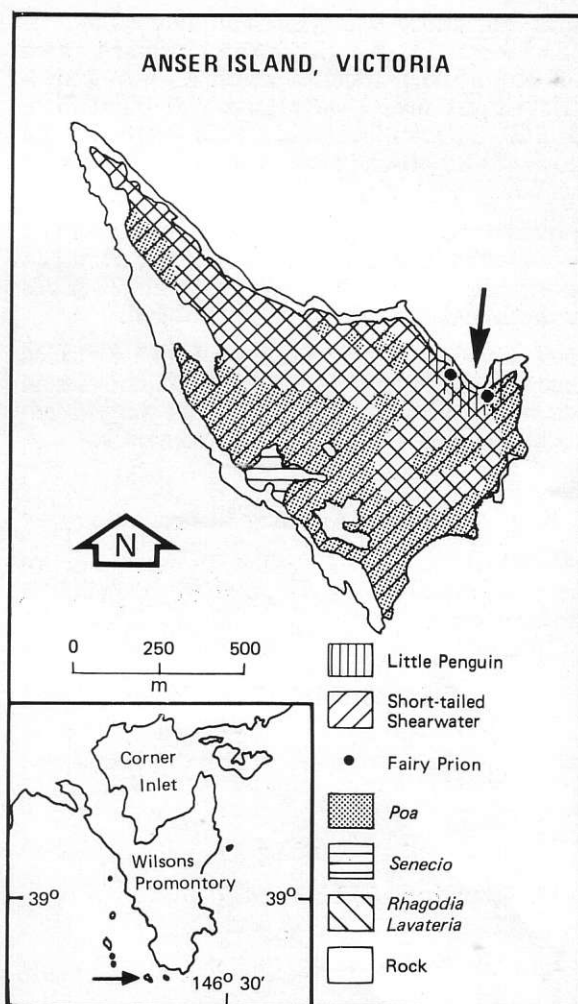 ANSER ISLAND, VICTORIA
N
0 250 500
m
Little Penguin
Short-tailed
Shearwater
Fairy Prion
Poa
Senecio
Rhagodia
Lavateria
Rock
Corner
Inlet
Wilsons
Promontory
39° 39°
146° 30'